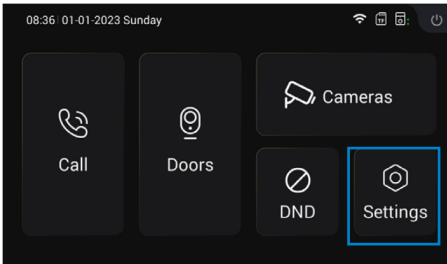 08:36 01-01-2023 Sunday
Cameras
Call
Doors
DND
Settings